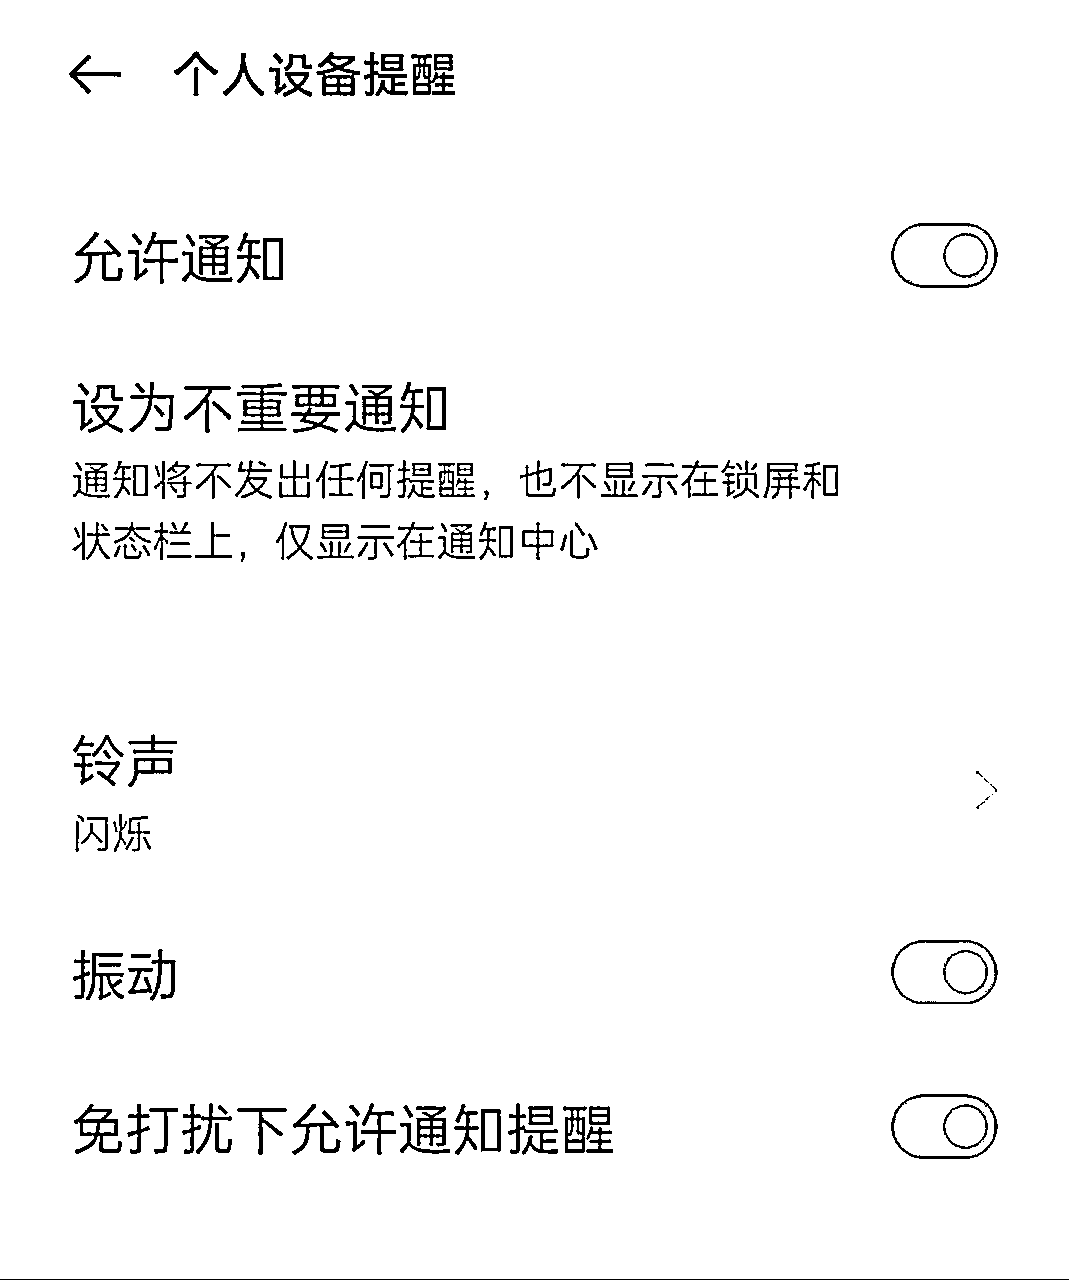 个人设备提醒
允许通知
设为不重要通知
通知将不发出任何提醒，也不显示在锁屏和
状态栏上，仅显示在通知中心
铃声
闪烁
振动
免打扰下允许通知提醒